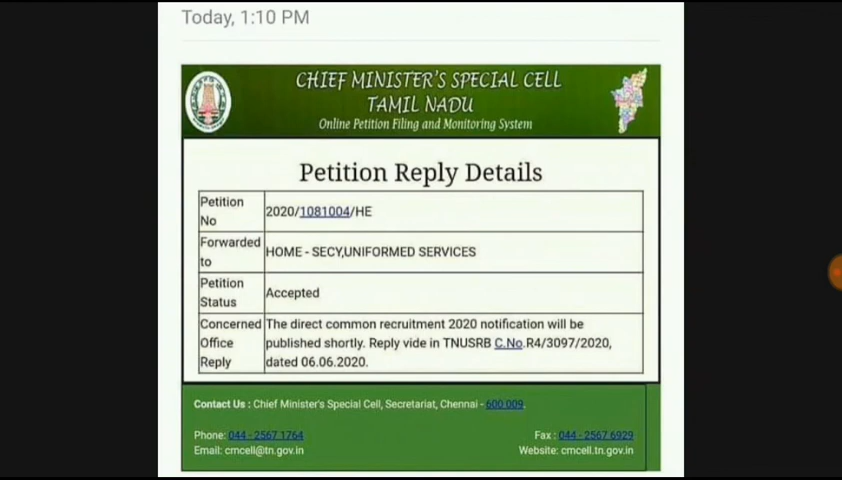 Today, 1:10 PM
CHIEF MINISTER'S SPECIAL CELL
TAMIL NADU
Online Petition Filing and Monitoring System
Petition Reply Details
Petition No 2020/1081004/HE
Forwarded to HOME - SECY,UNIFORMED SERVICES
Petition Status Accepted
Concerned The direct common recruitment 2020 notification will be
Office published shortly. Reply vide in TNUSRB C.No.R4/3097/2020,
Reply dated 06.06.2020.
Contact Us : Chief Minister's Special Cell, Secretariat, Chennai - 600 009
Phone: 044 - 2567 1764 Fax : 044 - 2567 6929
Email: cmcell@tn.gov.in Website: cmcell.tn.gov.in